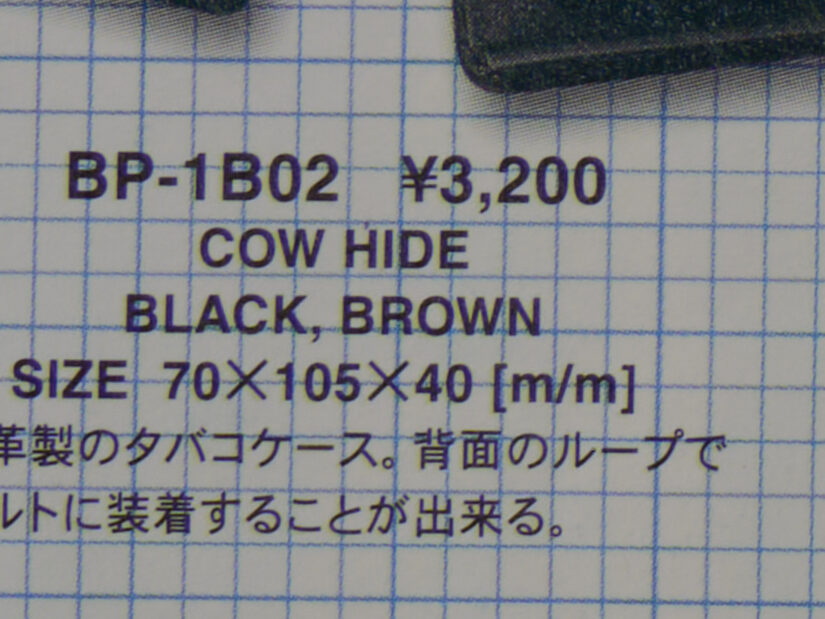 BP-1B02 ¥3,200
COW HIDE
BLACK, BROWN
SIZE 70×105×40 [m/m]
革製のタバコケース。背面のループで
ルトに装着することが出来る。